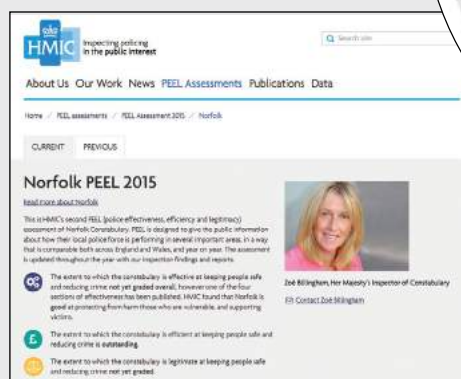 HMIC
Inspecting policing
in the public interest
Search site
About Us Our Work News PEEL Assessments Publications Data
Home / PEEL assessments / PEEL Assessment 2015 / Norfolk
CURRENT PREVIOUS
Norfolk PEEL 2015
Read more about Norfolk
This is HMIC's second PEEL (police effectiveness, efficiency and legitimacy)
assessment of Norfolk Constabulary. PEEL is designed to give the public information
about how their local police force is performing in several important areas, in a way
that is comparable both across England and Wales, and year on year. The assessment
is updated throughout the year with our inspection findings and reports.
The extent to which the constabulary is effective at keeping people safe
and reducing crime not yet graded overall, however one of the four
sections of effectiveness has been published. HMIC found that Norfolk is
good at protecting from harm those who are vulnerable, and supporting
victims.
£
The extent to which the constabulary is efficient at keeping people safe and
reducing crime is outstanding.
The extent to which the constabulary is legitimate at keeping people safe
and reducing crime not yet graded.
Zoë Billingham, Her Majesty's Inspector of Constabulary
Contact Zoë Billingham